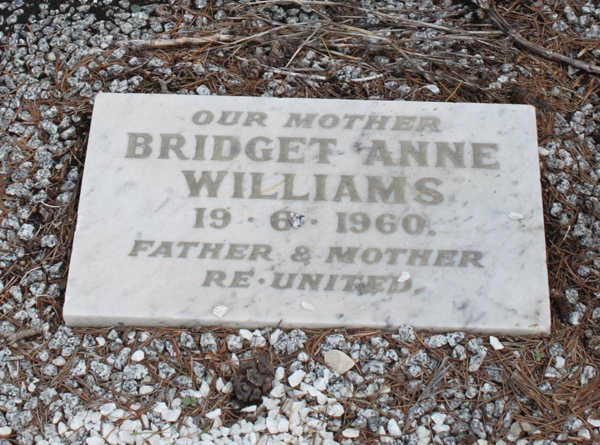 OUR MOTHER
BRIDGET ANNE
WILLIAMS
19 · 6 · 1960.
FATHER & MOTHER
RE·UNITED.